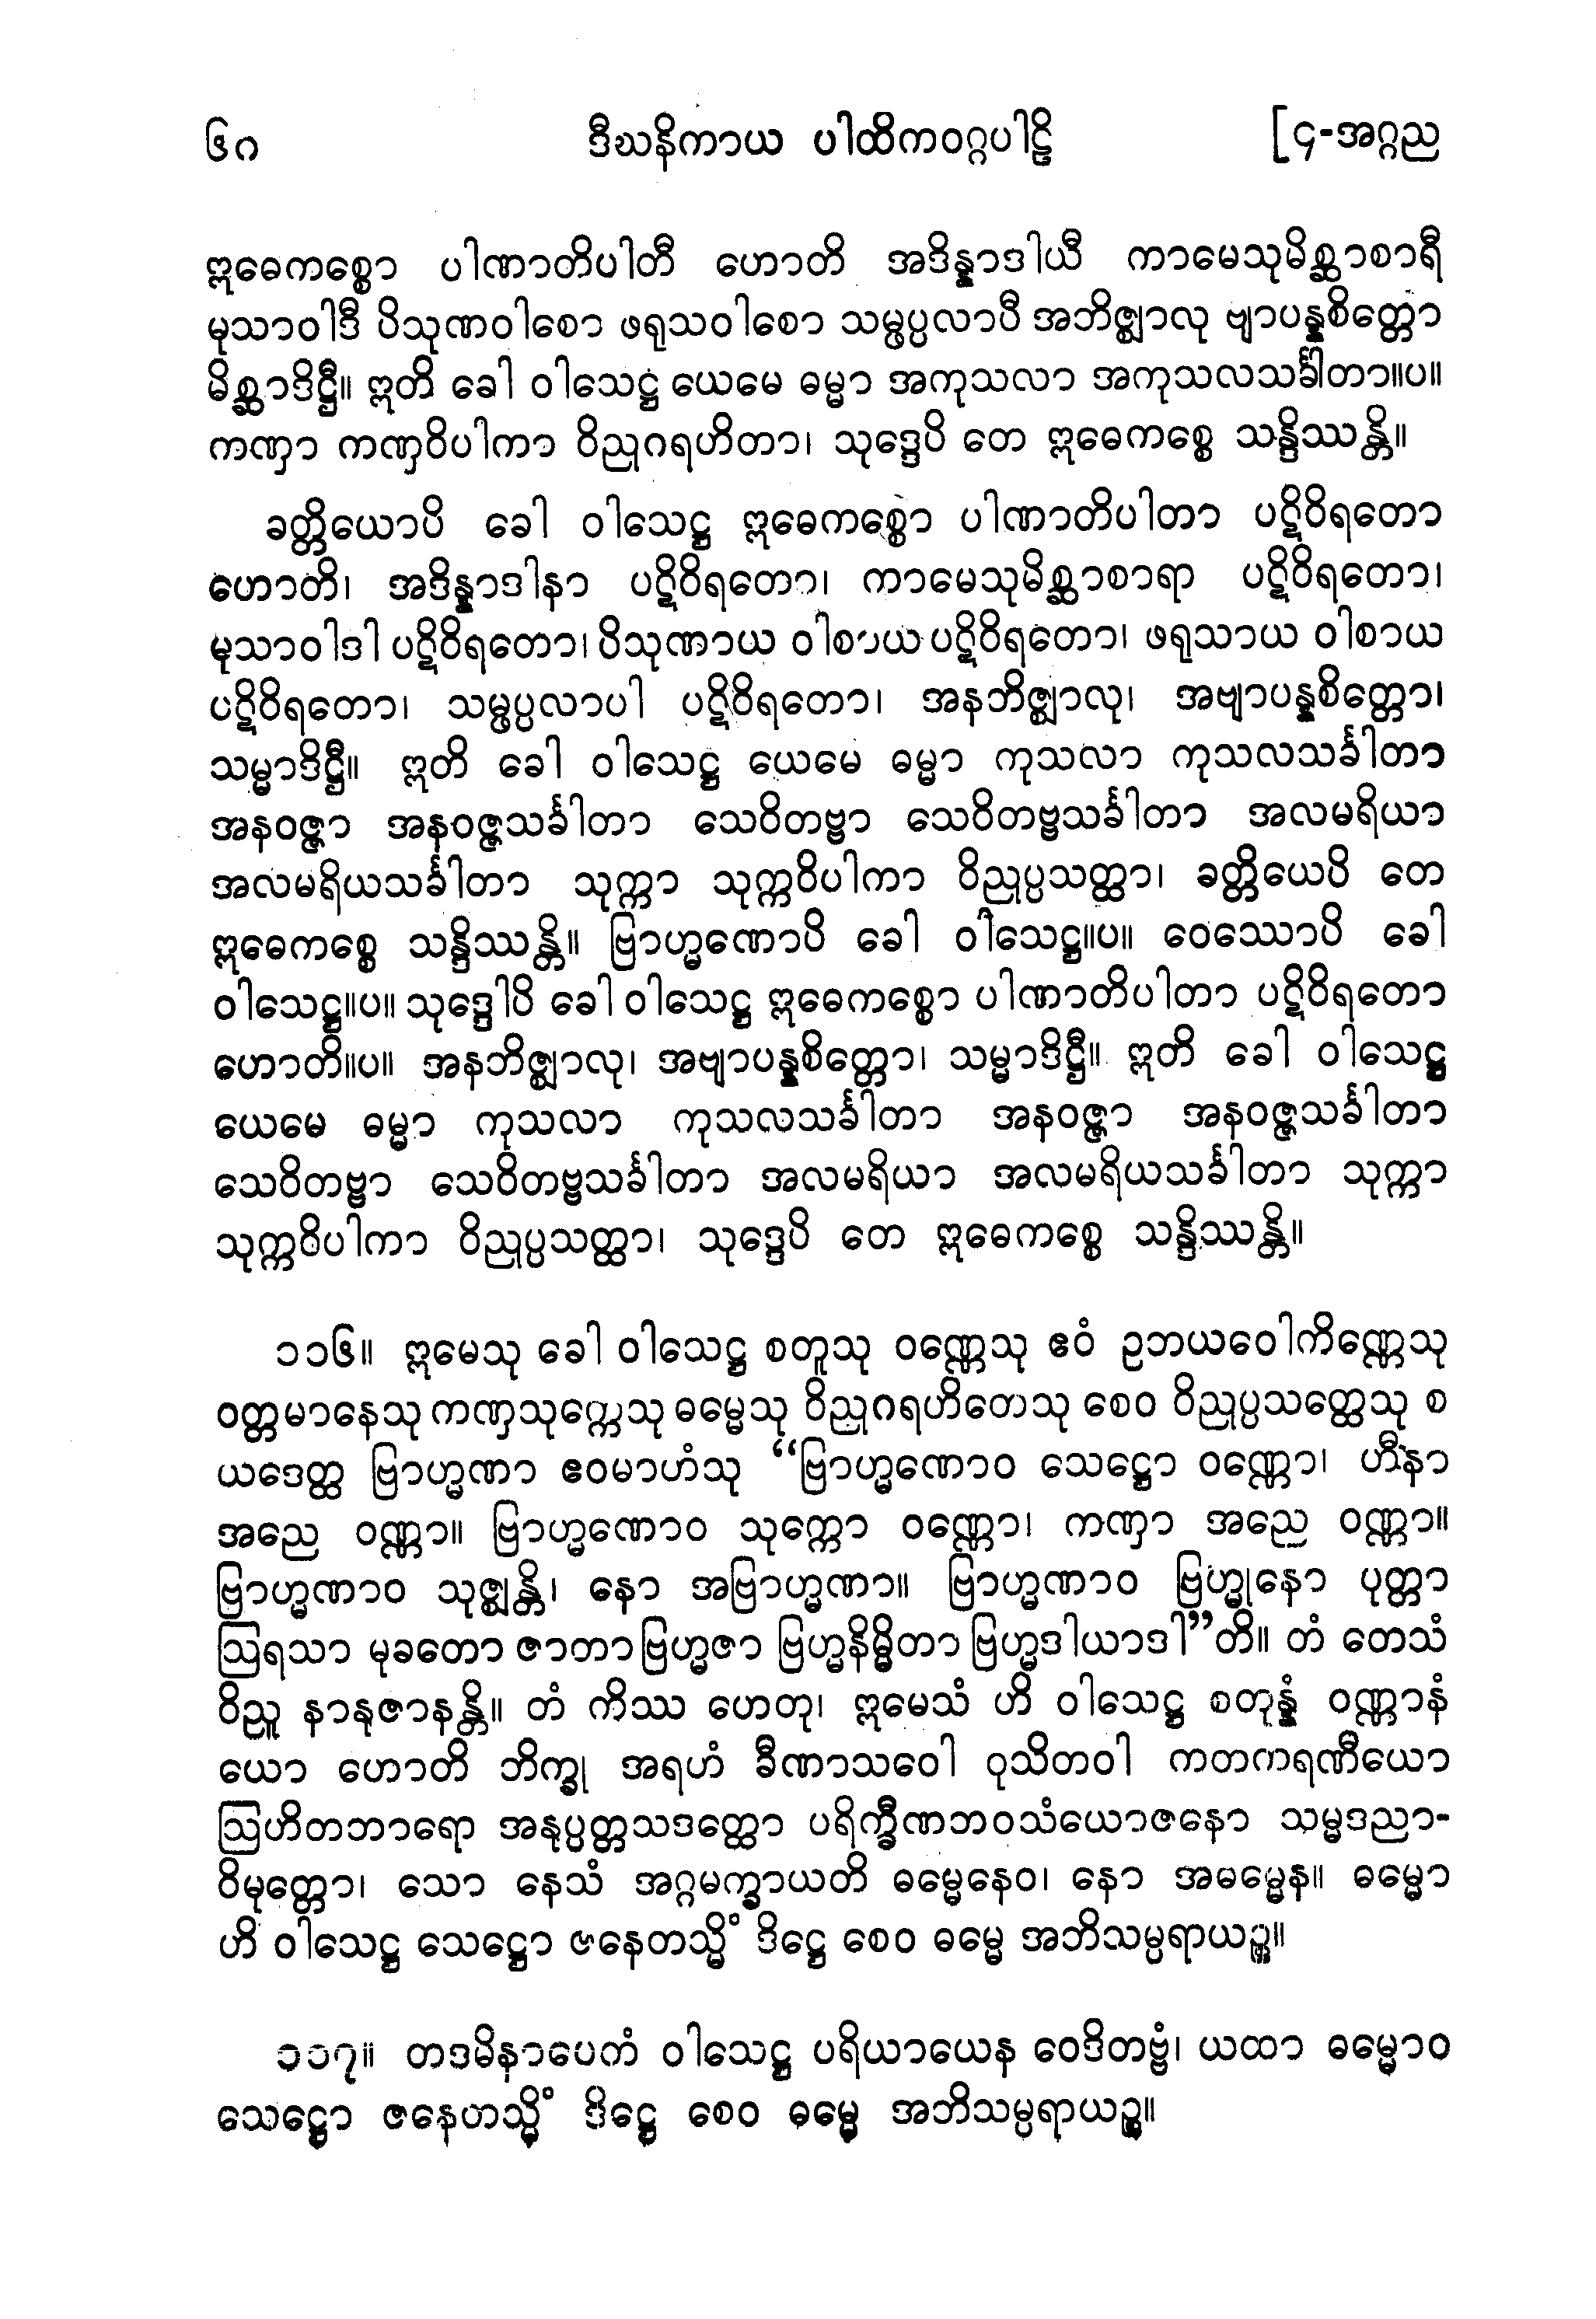 ၆ဂ ဒီဃနိကာယ ပါထိကဝဂ္ဂပါဠိ [၄-အဂ္ဂည
ဣဓေကစ္စော ပါဏာတိပါတီ ဟောတိ အဒိန္နာဒါယီ ကာမေသုမိစ္ဆာစာရီ
မုသာဝါဒီ ပိသုဏဝါစော ဖရုသဝါစော သမ္ဖပ္ပလာပီ အဘိဇ္ဈာလု ဗျာပန္နစိတ္တော
မိစ္ဆာဒိဋ္ဌီ။ ဣတိ ခေါ ဝါသေဋ္ဌ ယေမေ ဓမ္မာ အကုသလာ အကုသလသင်္ခါတာ။ပ။
ကဏှာ ကဏှဝိပါကာ ဝိညုဂရဟိတာ၊ သုဒ္ဒေပိ တေ ဣဓေကစ္စေ သန္ဒိဿန္တိ။
ခတ္တိယောပိ ခေါ ဝါသေဋ္ဌ ဣဓေကစ္စော ပါဏာတိပါတာ ပဋိဝိရတော
ဟောတိ၊ အဒိန္နာဒါနာ ပဋိဝိရတော၊ ကာမေသုမိစ္ဆာစာရာ ပဋိဝိရတော၊
မုသာဝါဒါ ပဋိဝိရတော၊ ပိသုဏာယ ဝါစာယ ပဋိဝိရတော၊ ဖရုသာယ ဝါစာယ
ပဋိဝိရတော၊ သမ္ဖပ္ပလာပါ ပဋိဝိရတော၊ အနဘိဇ္ဈာလု၊ အဗျာပန္နစိတ္တော၊
သမ္မာဒိဋ္ဌီ။ ဣတိ ခေါ ဝါသေဋ္ဌ ယေမေ ဓမ္မာ ကုသလာ ကုသလသင်္ခါတာ
အနဝဇ္ဇာ အနဝဇ္ဇသင်္ခါတာ သေဝိတဗ္ဗာ သေဝိတဗ္ဗသင်္ခါတာ အလမရိယာ
အလမရိယသင်္ခါတာ သုက္ကာ သုက္ကဝိပါကာ ဝိညုပ္ပသတ္ထာ၊ ခတ္တိယေပိ တေ
ဣဓေကစ္စေ သန္ဒိဿန္တိ။ ဗြာဟ္မဏောပိ ခေါ ဝါသေဋ္ဌ။ပ။ ဝေဿောပိ ခေါ
ဝါသေဋ္ဌ။ပ။ သုဒ္ဒေါပိ ခေါ ဝါသေဋ္ဌ ဣဓေကစ္စော ပါဏာတိပါတာ ပဋိဝိရတော
ဟောတိ။ပ။ အနဘိဇ္ဈာလု၊ အဗျာပန္နစိတ္တော၊ သမ္မာဒိဋ္ဌီ။ ဣတိ ခေါ ဝါသေဋ္ဌ
ယေမေ ဓမ္မာ ကုသလာ ကုသလသင်္ခါတာ အနဝဇ္ဇာ အနဝဇ္ဇသင်္ခါတာ
သေဝိတဗ္ဗာ သေဝိတဗ္ဗသင်္ခါတာ အလမရိယာ အလမရိယသင်္ခါတာ သုက္ကာ
သုက္ကဝိပါကာ ဝိညုပ္ပသတ္ထာ၊ သုဒ္ဒေပိ တေ ဣဓေကစ္စေ သန္ဒိဿန္တိ။
၁၁၆။ ဣမေသု ခေါ ဝါသေဋ္ဌ စတူသု ဝဏ္ဏေသု ဧဝံ ဥဘယဝေါကိဏ္ဏေသု
ဝတ္တမာနေသု ကဏှသုက္ကေသု ဓမ္မေသု ဝိညုဂရဟိတေသု စေဝ ဝိညုပ္ပသတ္ထေသု စ
ယဒေတ္ထ ဗြာဟ္မဏာ ဧဝမာဟံသု “ဗြာဟ္မဏောဝ သေဋ္ဌော ဝဏ္ဏော၊ ဟီနာ
အညေ ဝဏ္ဏာ။ ဗြာဟ္မဏောဝ သုက္ကော ဝဏ္ဏော၊ ကဏှာ အညေ ဝဏ္ဏာ။
ဗြာဟ္မဏာဝ သုဇ္ဈန္တိ၊ နော အဗြာဟ္မဏာ။ ဗြာဟ္မဏာဝ ဗြဟ္မုနော ပုတ္တာ
ဩရသာ မုခတော ဇာတာ ဗြဟ္မဇာ ဗြဟ္မနိမ္မိတာ ဗြဟ္မဒါယာဒါ”တိ။ တံ တေသံ
ဝိညူ နာနုဇာနန္တိ။ တံ ကိဿ ဟေတု၊ ဣမေသံ ဟိ ဝါသေဋ္ဌ စတုန္နံ ဝဏ္ဏာနံ
ယော ဟောတိ ဘိက္ခု အရဟံ ခီဏာသဝေါ ဝုသိတဝါ ကတကရဏီယော
ဩဟိတဘာရော အနုပ္ပတ္တသဒတ္ထော ပရိက္ခီဏဘဝသံယောဇနော သမ္မဒညာ-
ဝိမုတ္တော၊ သော နေသံ အဂ္ဂမက္ခာယတိ ဓမ္မေနေဝ၊ နော အဓမ္မေန။ ဓမ္မော
ဟိ ဝါသေဋ္ဌ သေဋ္ဌော ဇနေတသ္မိံ ဒိဋ္ဌေ စေဝ ဓမ္မေ အဘိသမ္ပရာယဉ္စ။
၁၁၇။ တဒမိနာပေကံ ဝါသေဋ္ဌ ပရိယာယေန ဝေဒိတဗ္ဗံ၊ ယထာ ဓမ္မောဝ
သေဋ္ဌော ဇနေတသ္မိံ ဒိဋ္ဌေ စေဝ ဓမ္မေ အဘိသမ္ပရာယဉ္စ။